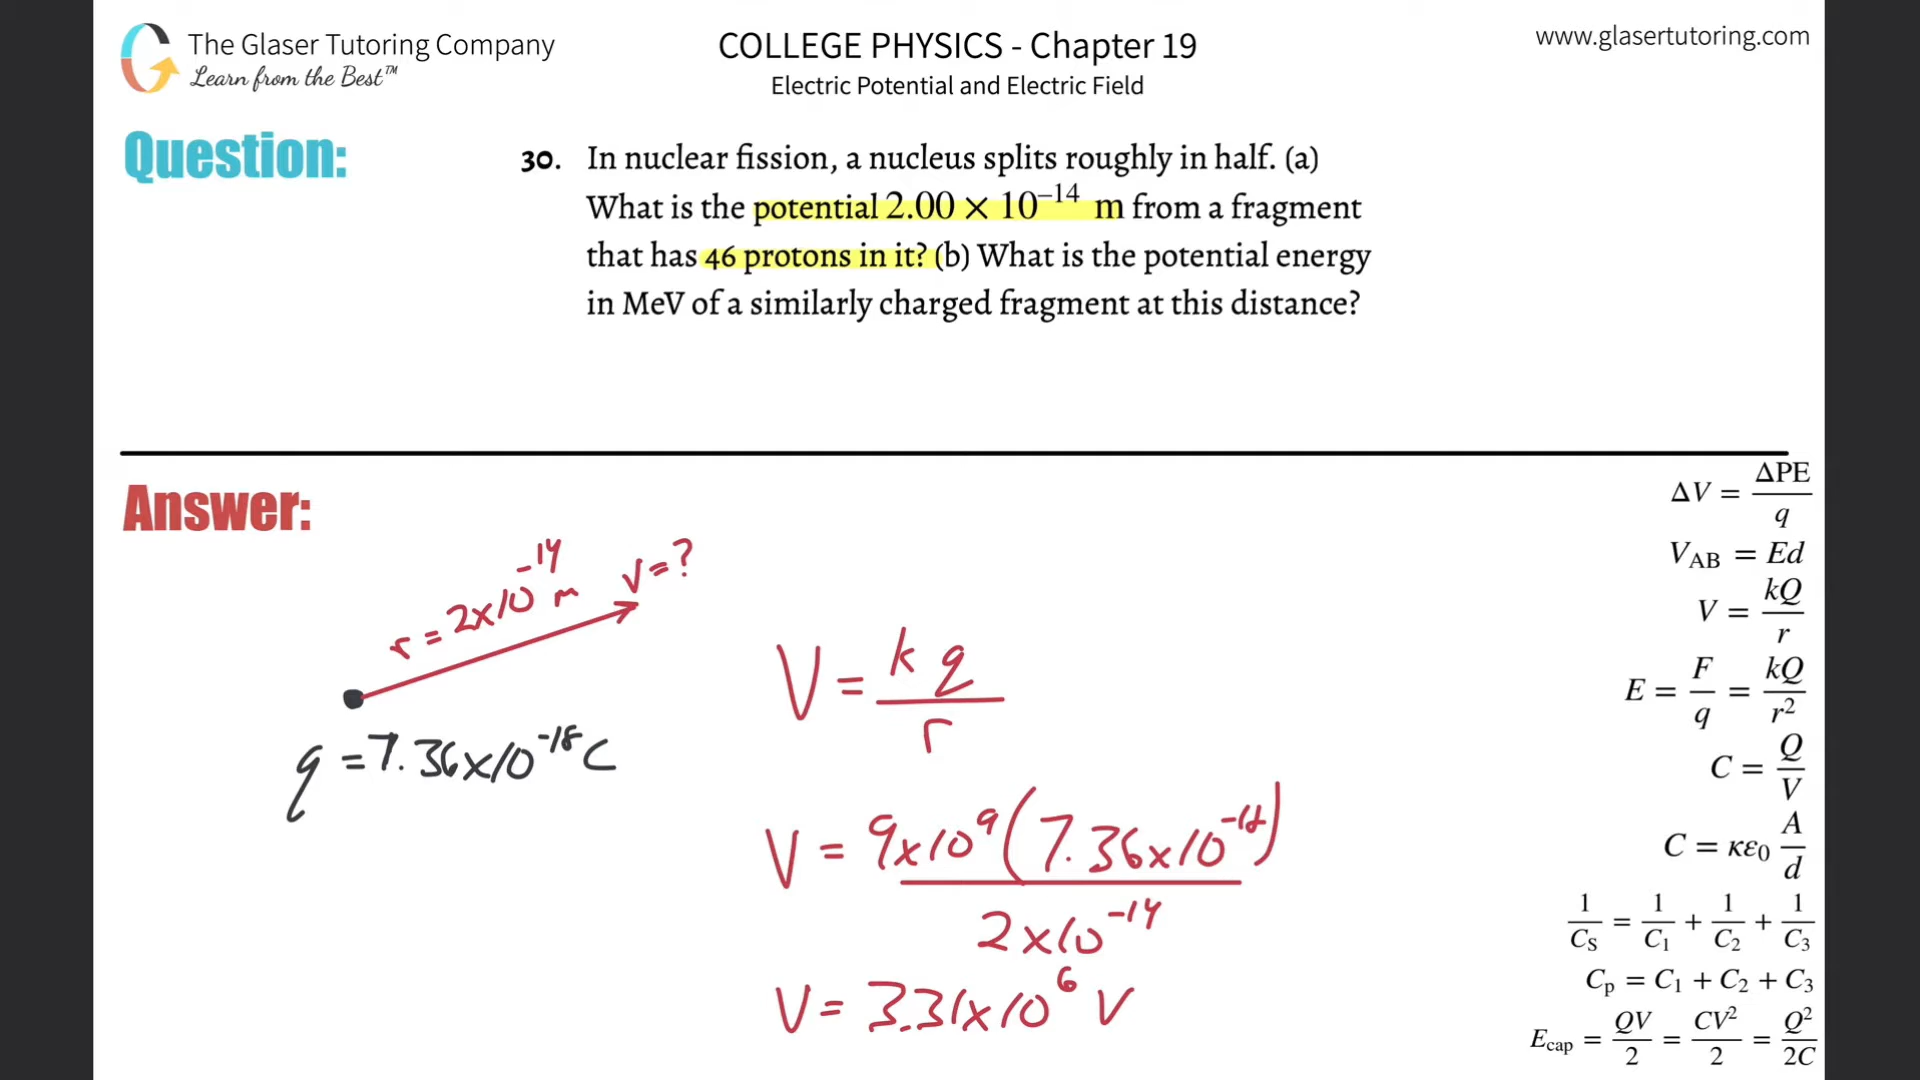 The Glaser Tutoring Company
Learn from the Best™
COLLEGE PHYSICS - Chapter 19
Electric Potential and Electric Field
www.glasertutoring.com
Question:
30. In nuclear fission, a nucleus splits roughly in half. (a)
What is the potential 2.00 × 10⁻¹⁴ m from a fragment
that has 46 protons in it? (b) What is the potential energy
in MeV of a similarly charged fragment at this distance?
Answer:
r = 2x10⁻¹⁴ m
V = ?
q = 7.36x10⁻¹⁸ C
V = kq / r
V = 9x10⁹(7.36x10⁻¹⁸) / 2x10⁻¹⁴
V = 3.31x10⁶ V
ΔV = ΔPE / q
V_AB = Ed
V = kQ / r
E = F / q = kQ / r²
C = Q / V
C = κε₀ A / d
1 / C_S = 1 / C₁ + 1 / C₂ + 1 / C₃
C_p = C₁ + C₂ + C₃
E_cap = QV / 2 = CV² / 2 = Q² / 2C